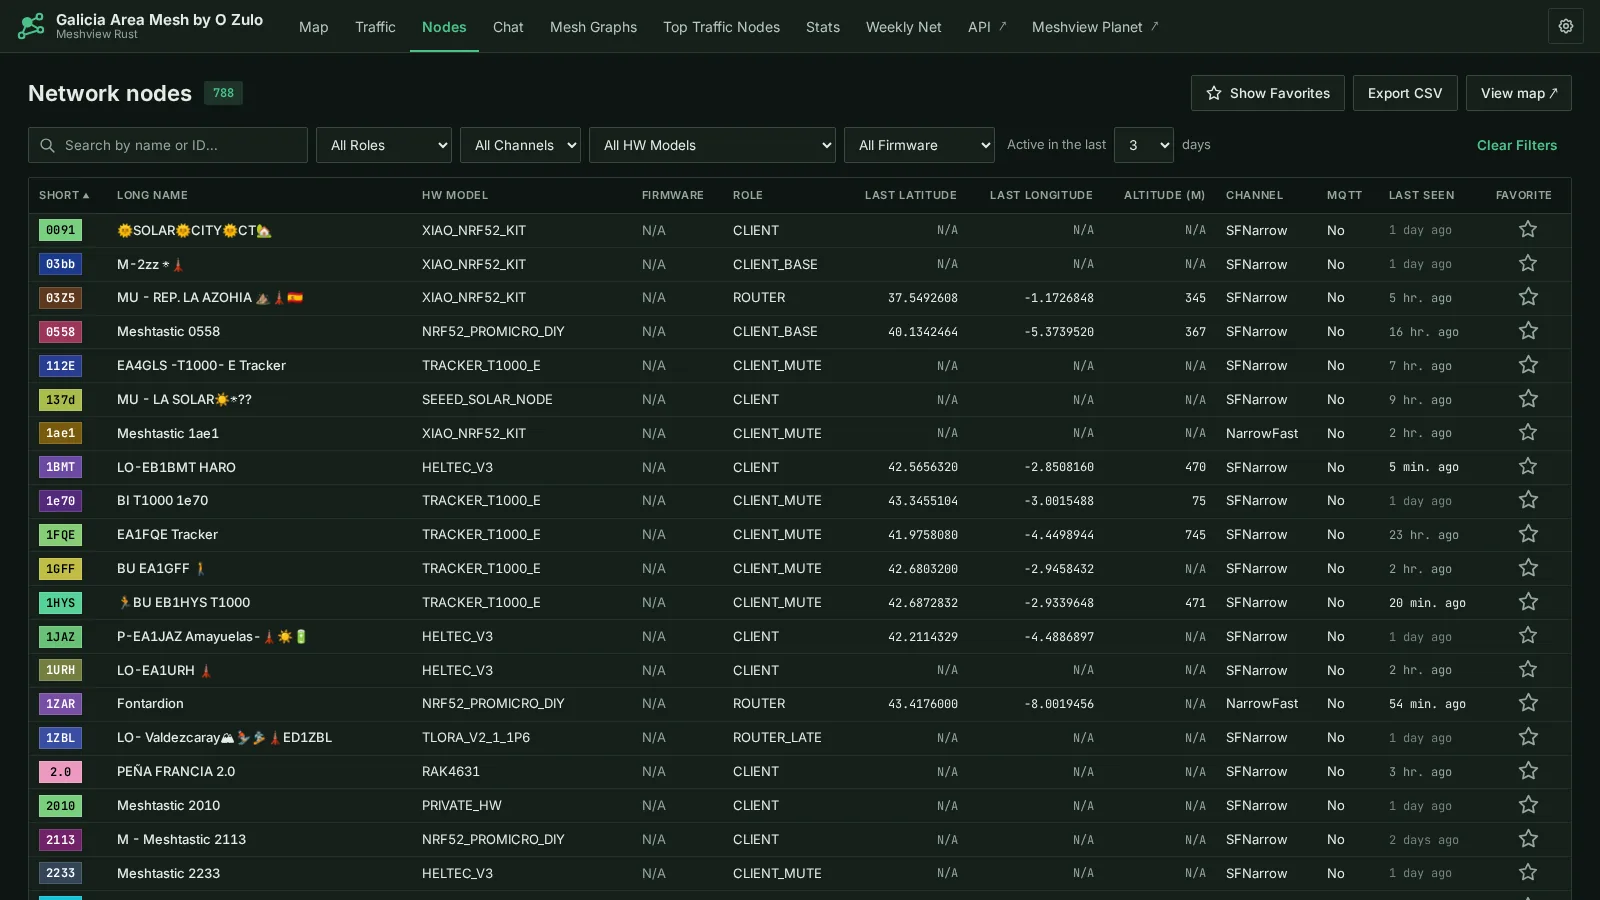 Galicia Area Mesh by O Zulo
Meshview Rust
Map Traffic Nodes Chat Mesh Graphs Top Traffic Nodes Stats Weekly Net API ↗ Meshview Planet ↗
Network nodes 788
Show Favorites Export CSV View map ↗
Search by name or ID... All Roles All Channels All HW Models All Firmware Active in the last 3 days Clear Filters
SHORT ▲ LONG NAME HW MODEL FIRMWARE ROLE LAST LATITUDE LAST LONGITUDE ALTITUDE (M) CHANNEL MQTT LAST SEEN FAVORITE
0091 🌞SOLAR🌞CITY🌞CT🏡 XIAO_NRF52_KIT N/A CLIENT N/A N/A N/A SFNarrow No 1 day ago
03bb M-2zz * 🗼 XIAO_NRF52_KIT N/A CLIENT_BASE N/A N/A N/A SFNarrow No 1 day ago
03Z5 MU - REP. LA AZOHIA ⛰️🗼🇪🇸 XIAO_NRF52_KIT N/A ROUTER 37.5492608 -1.1726848 345 SFNarrow No 5 hr. ago
0558 Meshtastic 0558 NRF52_PROMICRO_DIY N/A CLIENT_BASE 40.1342464 -5.3739520 367 SFNarrow No 16 hr. ago
112E EA4GLS -T1000- E Tracker TRACKER_T1000_E N/A CLIENT_MUTE N/A N/A N/A SFNarrow No 7 hr. ago
137d MU - LA SOLAR☀️*?? SEEED_SOLAR_NODE N/A CLIENT N/A N/A N/A SFNarrow No 9 hr. ago
1ae1 Meshtastic 1ae1 XIAO_NRF52_KIT N/A CLIENT_MUTE N/A N/A N/A NarrowFast No 2 hr. ago
1BMT LO-EB1BMT HARO HELTEC_V3 N/A CLIENT 42.5656320 -2.8508160 470 SFNarrow No 5 min. ago
1e70 BI T1000 1e70 TRACKER_T1000_E N/A CLIENT_MUTE 43.3455104 -3.0015488 75 SFNarrow No 1 day ago
1FQE EA1FQE Tracker TRACKER_T1000_E N/A CLIENT_MUTE 41.9758080 -4.4498944 745 SFNarrow No 23 hr. ago
1GFF BU EA1GFF 🚶 TRACKER_T1000_E N/A CLIENT_MUTE 42.6803200 -2.9458432 N/A SFNarrow No 2 hr. ago
1HYS 🏃BU EB1HYS T1000 TRACKER_T1000_E N/A CLIENT_MUTE 42.6872832 -2.9339648 471 SFNarrow No 20 min. ago
1JAZ P-EA1JAZ Amayuelas-🗼☀️🔋 HELTEC_V3 N/A CLIENT 42.2114329 -4.4886897 N/A SFNarrow No 1 day ago
1URH LO-EA1URH 🗼 HELTEC_V3 N/A CLIENT N/A N/A N/A SFNarrow No 2 hr. ago
1ZAR Fontardion NRF52_PROMICRO_DIY N/A ROUTER 43.4176000 -8.0019456 N/A NarrowFast No 54 min. ago
1ZBL LO- Valdezcaray🏔⛷🏂🗼ED1ZBL TLORA_V2_1_1P6 N/A ROUTER_LATE N/A N/A N/A SFNarrow No 1 day ago
2.0 PEÑA FRANCIA 2.0 RAK4631 N/A CLIENT N/A N/A N/A SFNarrow No 3 hr. ago
2010 Meshtastic 2010 PRIVATE_HW N/A CLIENT N/A N/A N/A SFNarrow No 1 day ago
2113 M - Meshtastic 2113 NRF52_PROMICRO_DIY N/A CLIENT N/A N/A N/A SFNarrow No 2 days ago
2233 Meshtastic 2233 HELTEC_V3 N/A CLIENT_MUTE N/A N/A N/A SFNarrow No 1 day ago